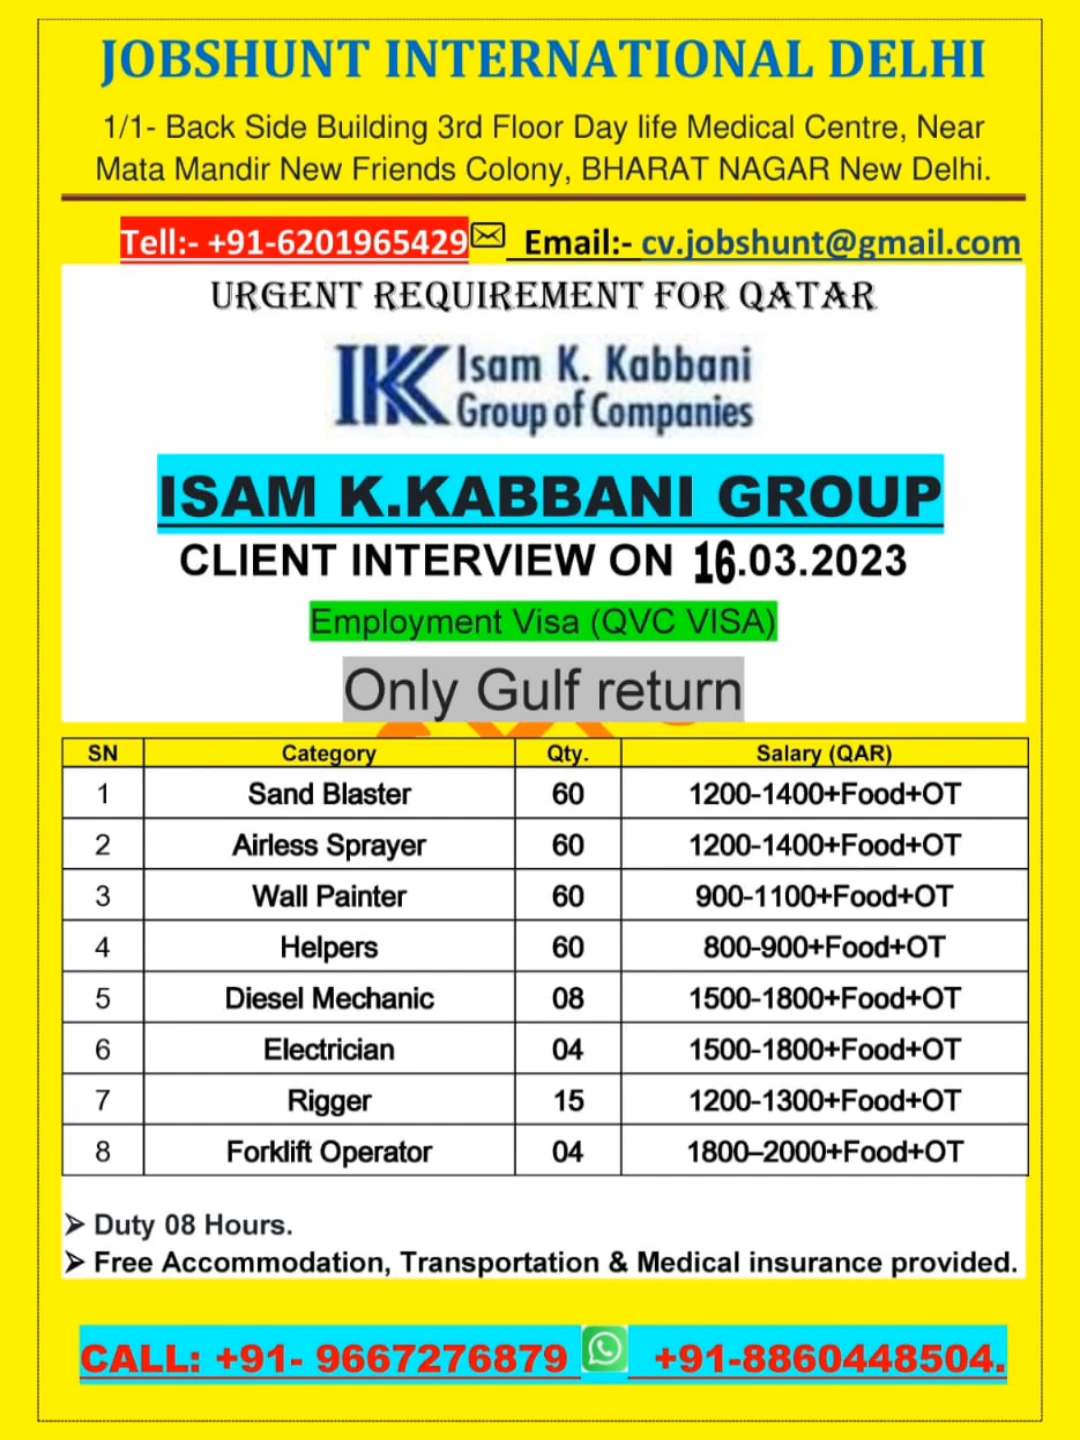 JOBSHUNT INTERNATIONAL DELHI
1/1- Back Side Building 3rd Floor Day life Medical Centre, Near
Mata Mandir New Friends Colony, BHARAT NAGAR New Delhi.
Tell:- +91-6201965429 Email:- cv.jobshunt@gmail.com
URGENT REQUIREMENT FOR QATAR
IKK Isam K. Kabbani
Group of Companies
ISAM K.KABBANI GROUP
CLIENT INTERVIEW ON 16.03.2023
Employment Visa (QVC VISA)
Only Gulf return
SN Category Qty. Salary (QAR)
1 Sand Blaster 60 1200-1400+Food+OT
2 Airless Sprayer 60 1200-1400+Food+OT
3 Wall Painter 60 900-1100+Food+OT
4 Helpers 60 800-900+Food+OT
5 Diesel Mechanic 08 1500-1800+Food+OT
6 Electrician 04 1500-1800+Food+OT
7 Rigger 15 1200-1300+Food+OT
8 Forklift Operator 04 1800–2000+Food+OT
➢ Duty 08 Hours.
➢ Free Accommodation, Transportation & Medical insurance provided.
CALL: +91- 9667276879 +91-8860448504.